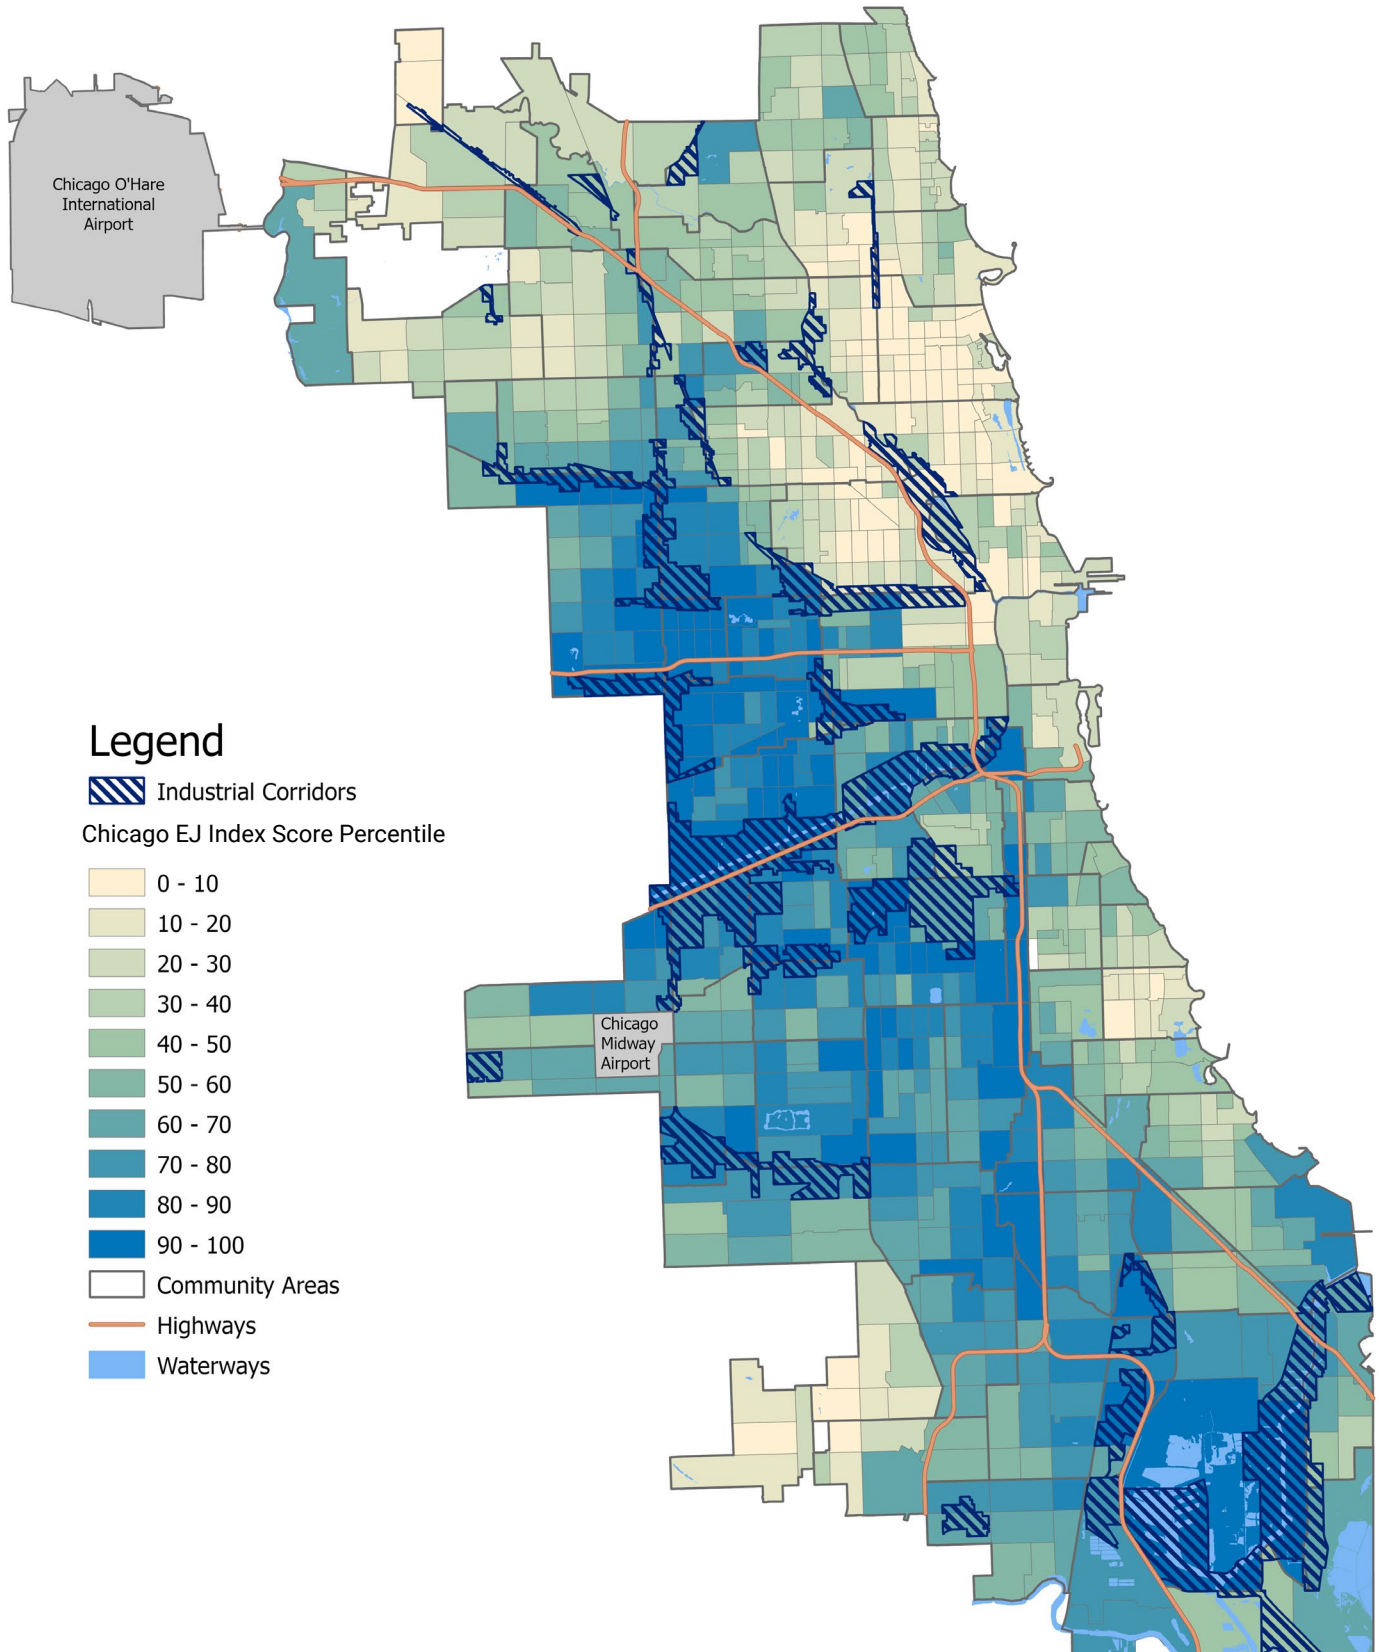 Chicago O'Hare
International
Airport
Legend
Industrial Corridors
Chicago EJ Index Score Percentile
0 - 10
10 - 20
20 - 30
30 - 40
40 - 50
50 - 60
60 - 70
70 - 80
80 - 90
90 - 100
Community Areas
Highways
Waterways
Chicago
Midway
Airport